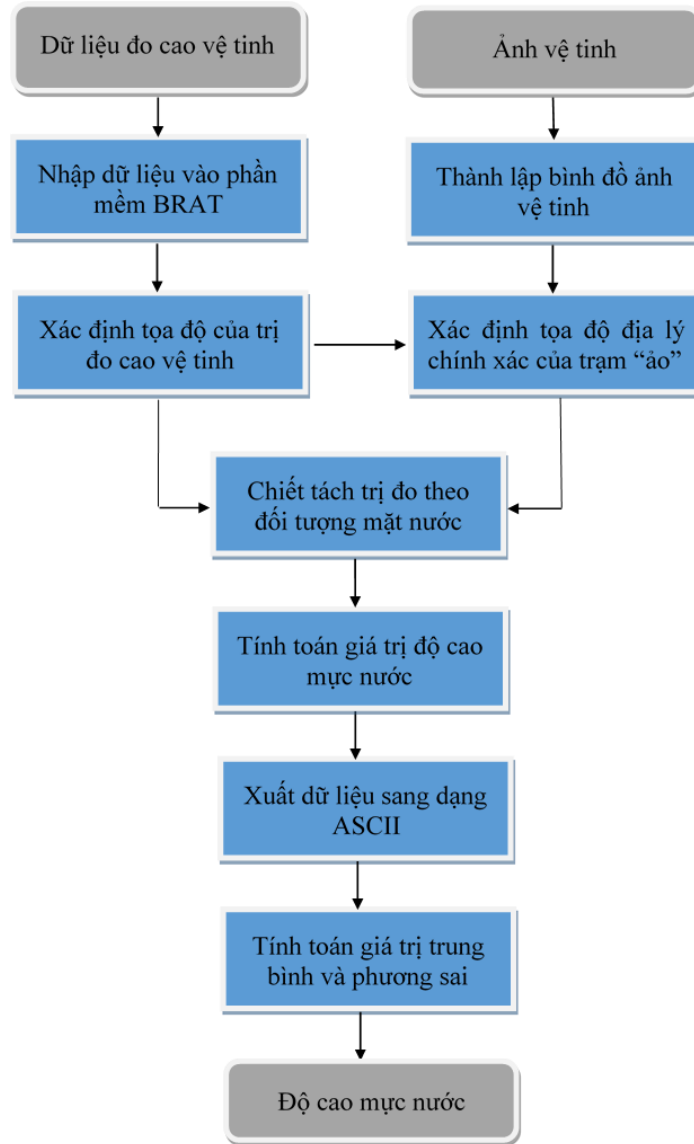 Dữ liệu đo cao vệ tinh
Ảnh vệ tinh
Nhập dữ liệu vào phần
mềm BRAT
Thành lập bình đồ ảnh
vệ tinh
Xác định tọa độ của trị
đo cao vệ tinh
Xác định tọa độ địa lý
chính xác của trạm “ảo”
Chiết tách trị đo theo
đối tượng mặt nước
Tính toán giá trị độ cao
mực nước
Xuất dữ liệu sang dạng
ASCII
Tính toán giá trị trung
bình và phương sai
Độ cao mực nước